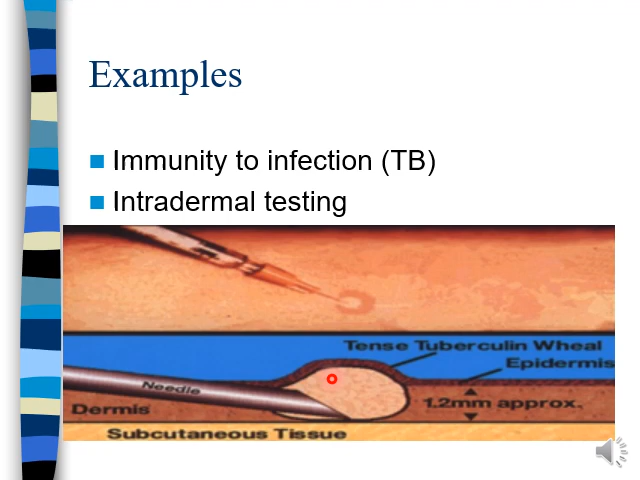 Examples
Immunity to infection (TB)
Intradermal testing
Tense Tuberculin Wheal
Epidermis
Needle
1.2mm approx.
Dermis
Subcutaneous Tissue